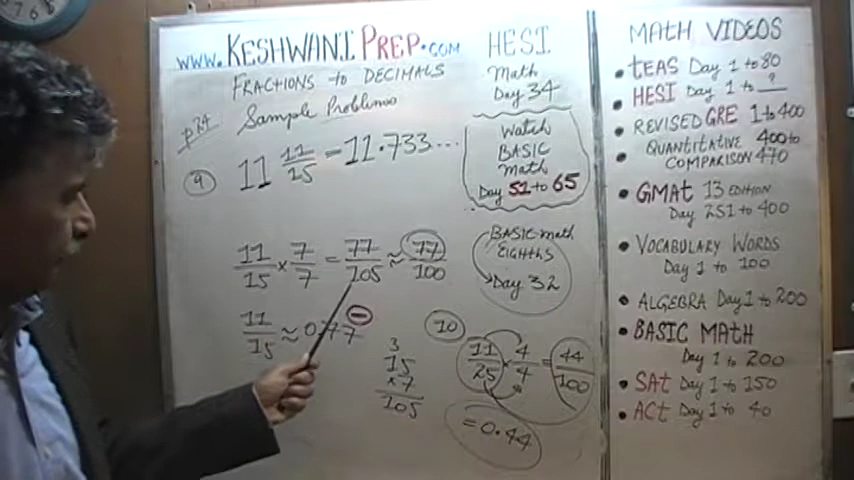 www.KESHWANIPREP.com
FRACTIONS to DECIMALS
Sample Problems
p24
9 11 11/15 = 11.733...
11/15 x 7/7 = 77/105 ≈ 77/100
11/15 ≈ 0.77 −
3
15
x7
105
10 11/25 x 4/4 = 44/100
= 0.44
HESI
Math
Day 34
Watch
BASIC
Math
Day 51 to 65
BASIC math
EIGHTHS
Day 32
MATH VIDEOS
• TEAS Day 1 to 80
• HESI Day 1 to ?
• REVISED GRE 1 to 400
• QUANTITATIVE 400 to
COMPARISON 470
• GMAT 13 EDITION
Day 251 to 400
• VOCABULARY WORDS
Day 1 to 100
• ALGEBRA Day 1 to 200
• BASIC MATH
Day 1 to 200
• SAT Day 1 to 150
• ACT Day 1 to 40